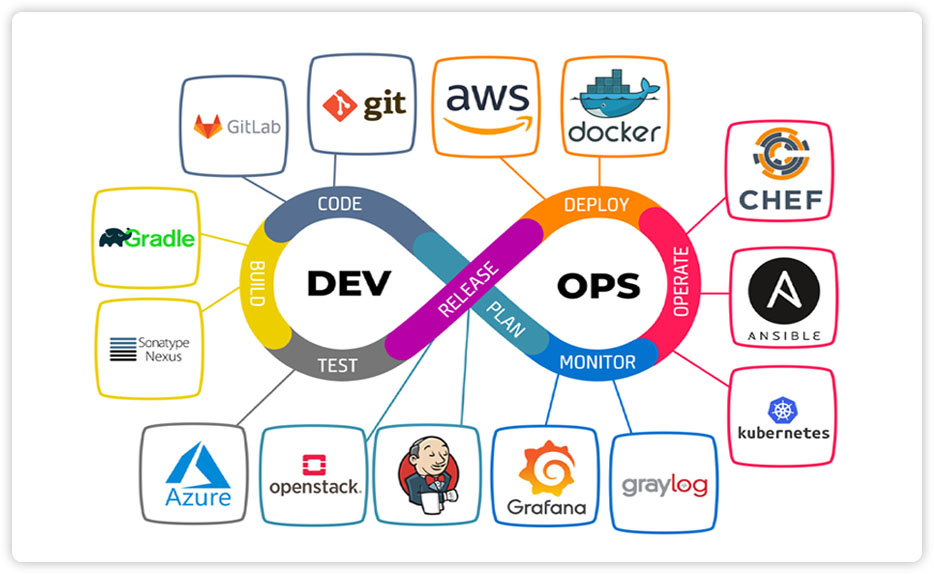 GitLab
git
aws
docker
CHEF
Gradle
CODE
DEPLOY
BUILD
DEV
RELEASE
OPS
OPERATE
PLAN
ANSIBLE
Sonatype
Nexus
TEST
MONITOR
kubernetes
Azure
openstack.
Grafana
graylog